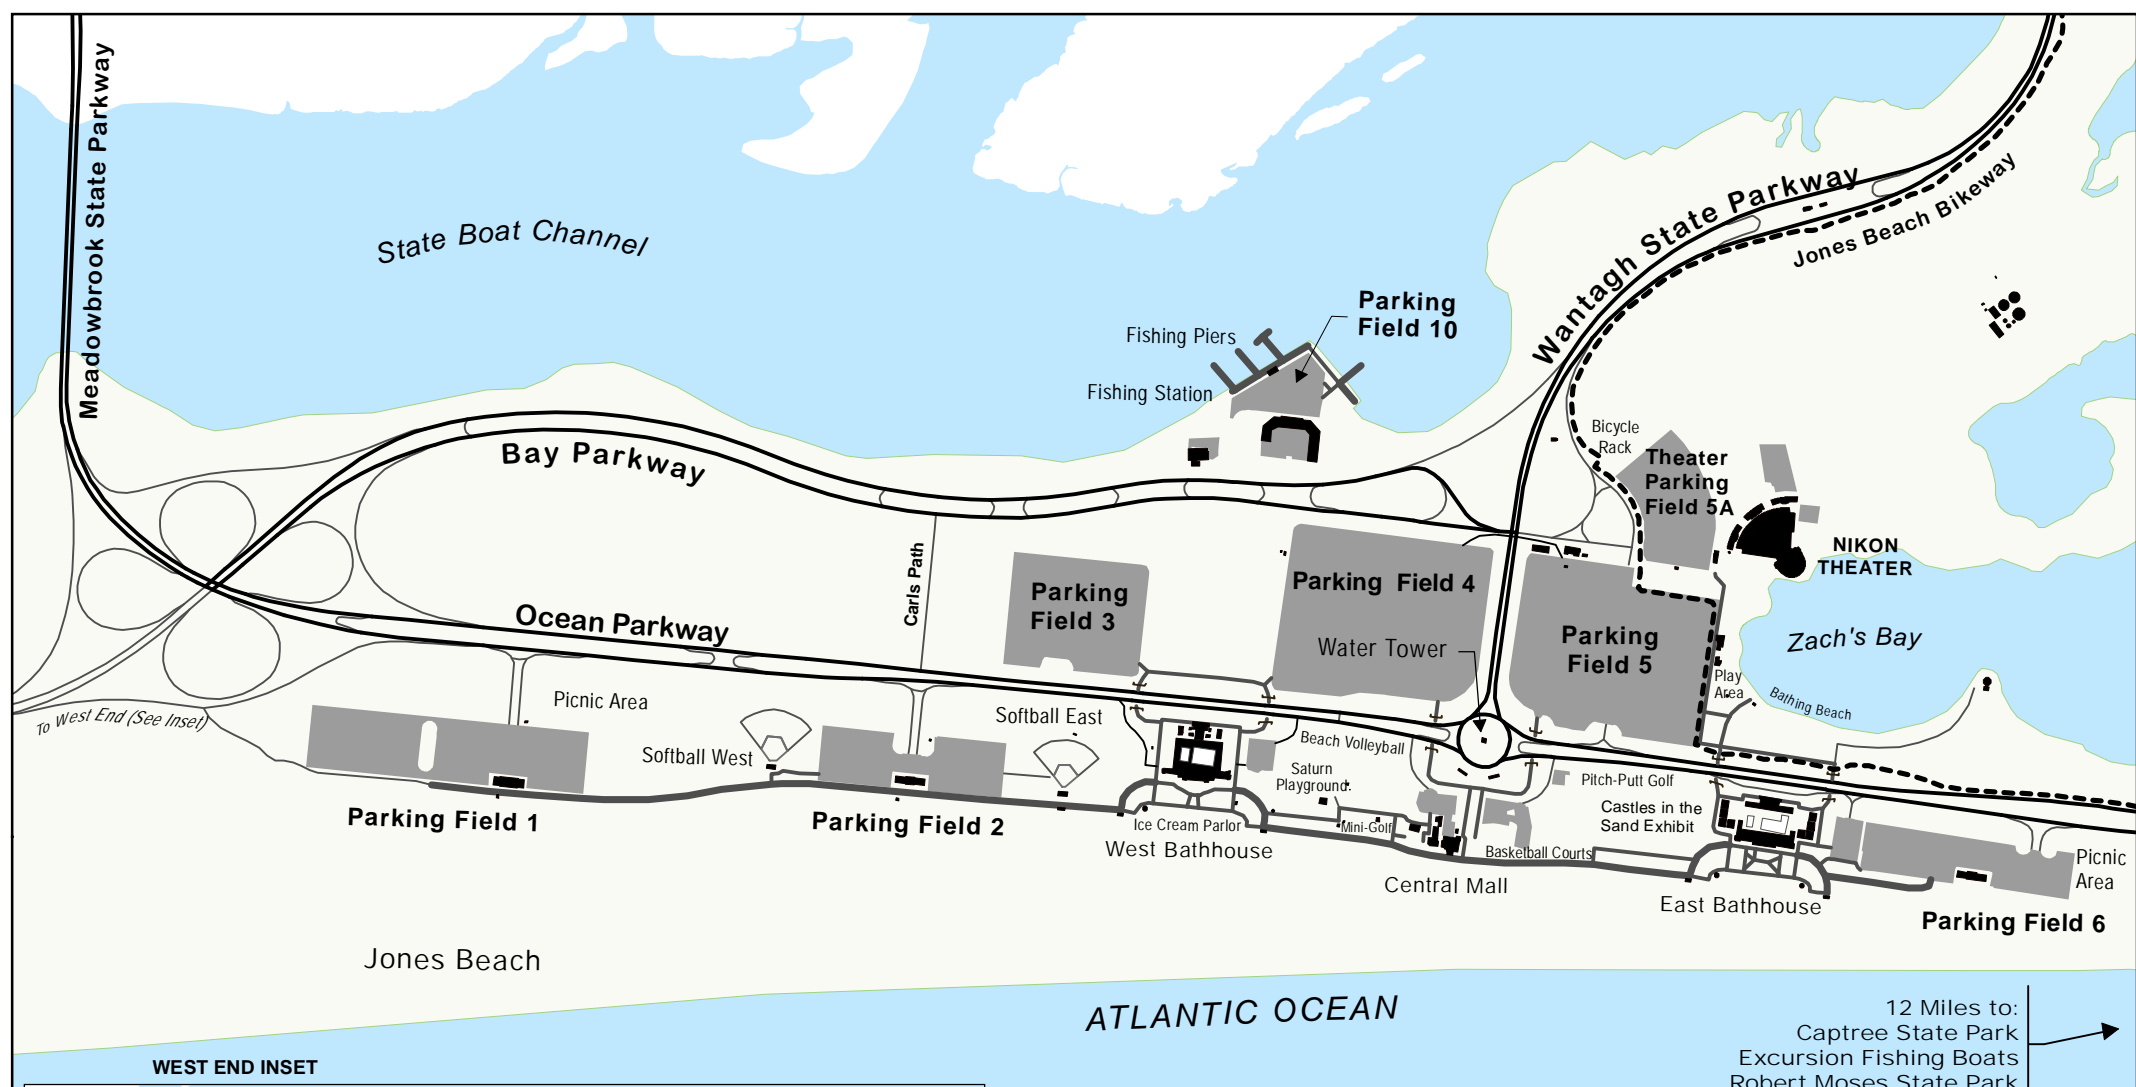 Meadowbrook State Parkway
State Boat Channel
Wantagh State Parkway
Jones Beach Bikeway
Parking
Field 10
Fishing Piers
Fishing Station
Bicycle
Rack
Theater
Parking
Field 5A
Bay Parkway
NIKON
THEATER
Carls Path
Parking
Field 3
Parking Field 4
Water Tower
Parking
Field 5
Zach's Bay
Ocean Parkway
Play
Area
Bathing Beach
Picnic Area
To West End (See Inset)
Softball East
Softball West
Beach Volleyball
Saturn
Playground
Pitch-Putt Golf
Castles in the
Sand Exhibit
Parking Field 1
Parking Field 2
Ice Cream Parlor
West Bathhouse
Mini-Golf
Basketball Courts
Central Mall
East Bathhouse
Picnic
Area
Parking Field 6
Jones Beach
ATLANTIC OCEAN
12 Miles to:
Captree State Park
Excursion Fishing Boats
Robert Moses State Park
WEST END INSET